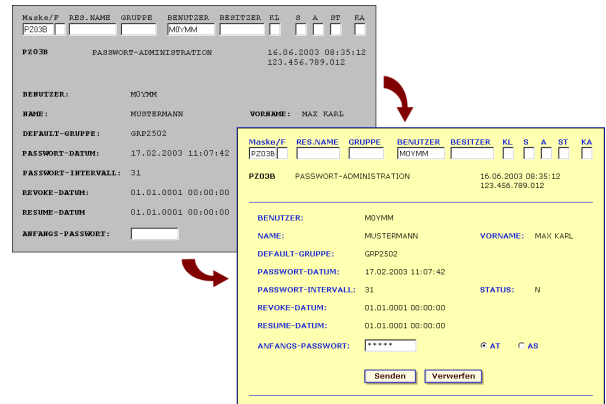 Maske/F RES.NAME GRUPPE BENUTZER BESITZER KL S A ST KA
PZ03B M0YMM
PZ03B PASSWORT-ADMINISTRATION 16.06.2003 08:35:12
123.456.789.012
BENUTZER: M0YMM
NAME: MUSTERMANN VORNAME: MAX KARL
DEFAULT-GRUPPE: GRP2502
PASSWORT-DATUM: 17.02.2003 11:07:42
PASSWORT-INTERVALL: 31
REVOKE-DATUM: 01.01.0001 00:00:00
RESUME-DATUM 01.01.0001 00:00:00
ANFANGS-PASSWORT:
Maske/F RES.NAME GRUPPE BENUTZER BESITZER KL S A ST KA
PZ03B M0YMM
PZ03B PASSWORT-ADMINISTRATION 16.06.2003 08:35:12
123.456.789.012
BENUTZER: M0YMM
NAME: MUSTERMANN VORNAME: MAX KARL
DEFAULT-GRUPPE: GRP2502
PASSWORT-DATUM: 17.02.2003 11:07:42
PASSWORT-INTERVALL: 31 STATUS: N
REVOKE-DATUM: 01.01.0001 00:00:00
RESUME-DATUM: 01.01.0001 00:00:00
ANFANGS-PASSWORT: ***** AT AS
Senden Verwerfen